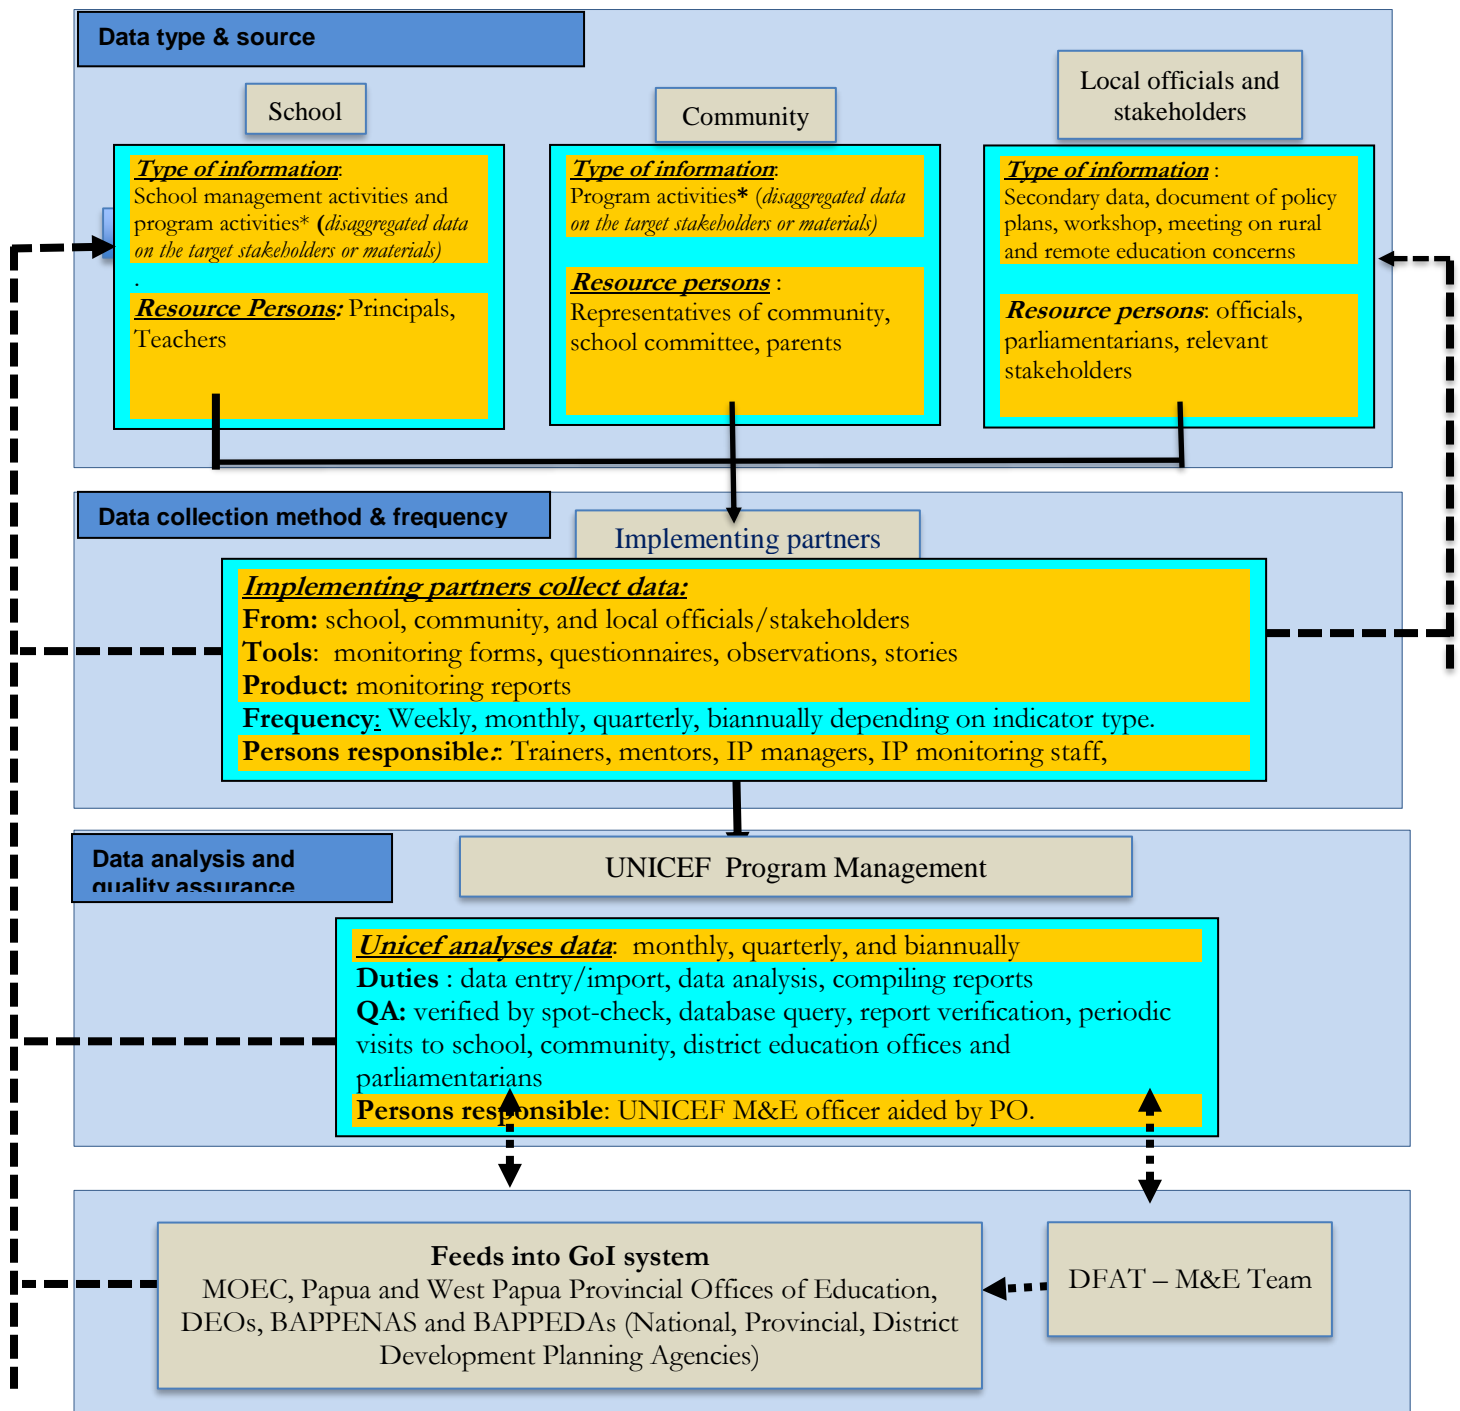 Data type & source
School
Community
Local officials and
stakeholders
Type of information:
School management activities and
program activities* (disaggregated data
on the target stakeholders or materials)
.
Resource Persons: Principals,
Teachers
Type of information:
Program activities* (disaggregated data
on the target stakeholders or materials)
Resource persons :
Representatives of community,
school committee, parents
Type of information :
Secondary data, document of policy
plans, workshop, meeting on rural
and remote education concerns
Resource persons: officials,
parliamentarians, relevant
stakeholders
Data collection method & frequency
Implementing partners
Implementing partners collect data:
From: school, community, and local officials/stakeholders
Tools: monitoring forms, questionnaires, observations, stories
Product: monitoring reports
Frequency: Weekly, monthly, quarterly, biannually depending on indicator type.
Persons responsible:: Trainers, mentors, IP managers, IP monitoring staff,
Data analysis and
quality assurance
UNICEF Program Management
Unicef analyses data: monthly, quarterly, and biannually
Duties : data entry/import, data analysis, compiling reports
QA: verified by spot-check, database query, report verification, periodic
visits to school, community, district education offices and
parliamentarians
Persons responsible: UNICEF M&E officer aided by PO.
Feeds into GoI system
MOEC, Papua and West Papua Provincial Offices of Education,
DEOs, BAPPENAS and BAPPEDAs (National, Provincial, District
Development Planning Agencies)
DFAT – M&E Team